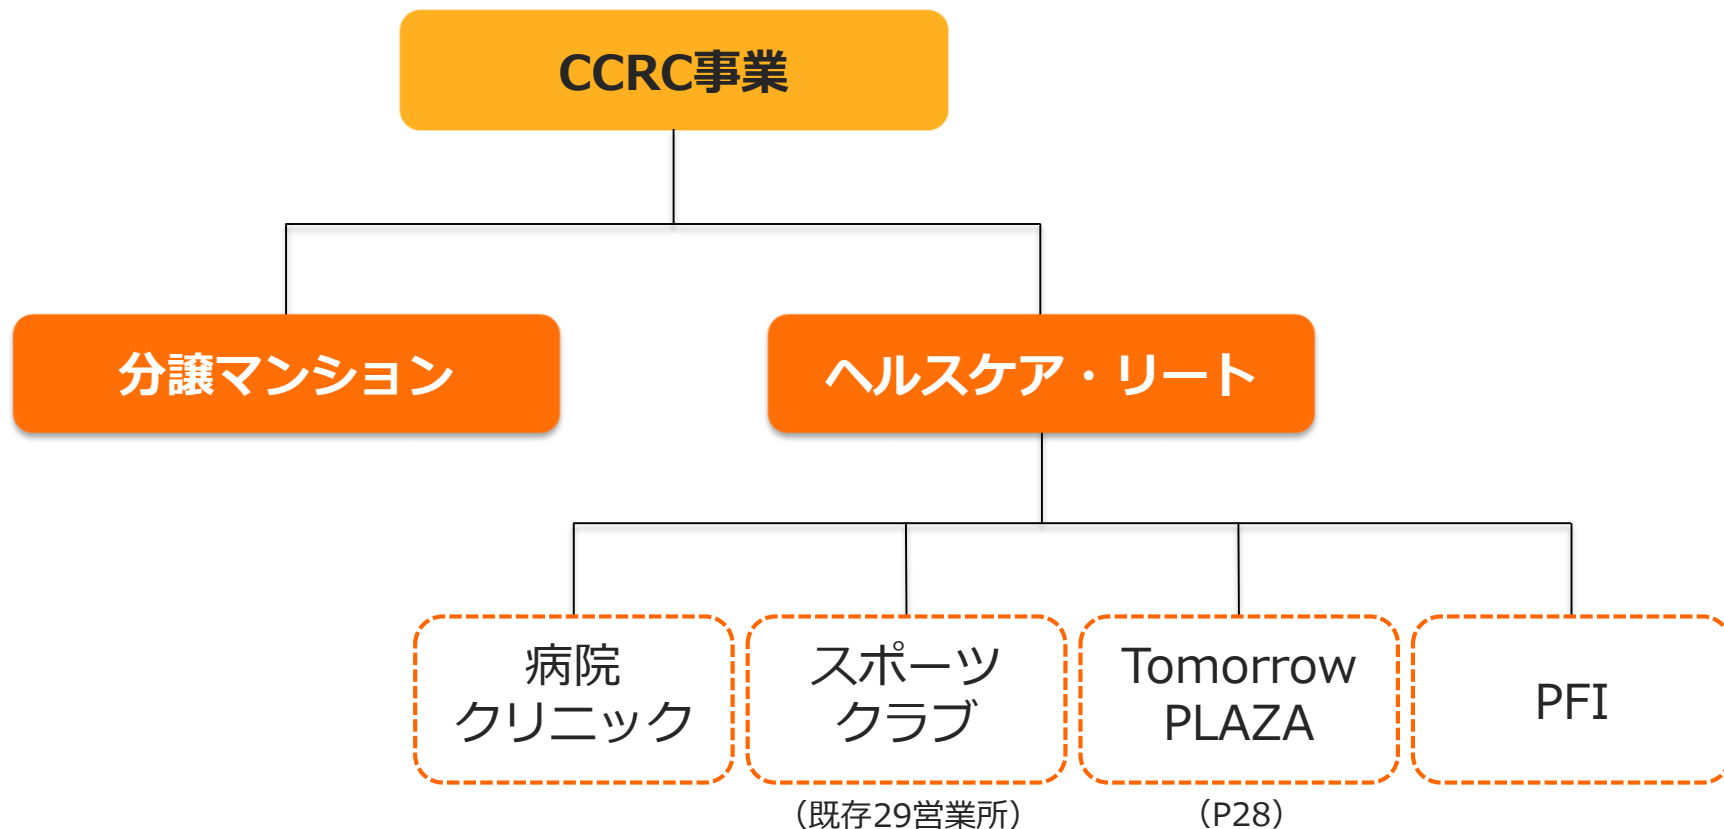 CCRC事業
分譲マンション
ヘルスケア・リート
病院
クリニック
スポーツ
クラブ
（既存29営業所）
Tomorrow
PLAZA
（P28）
PFI